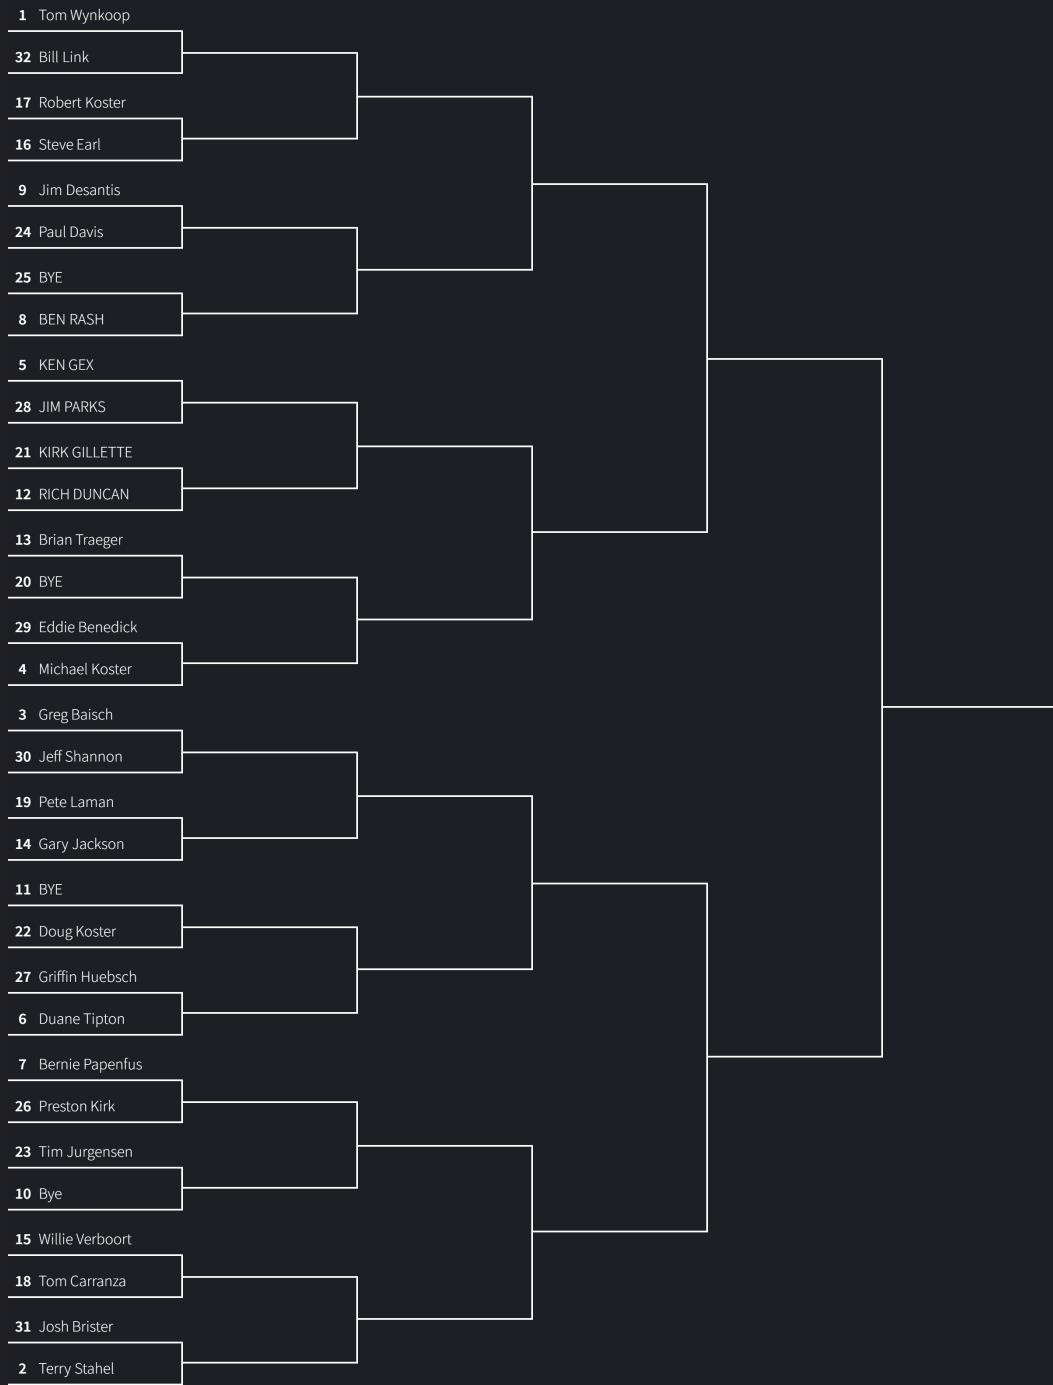 1 Tom Wynkoop
32 Bill Link
17 Robert Koster
16 Steve Earl
9 Jim Desantis
24 Paul Davis
25 BYE
8 BEN RASH
5 KEN GEX
28 JIM PARKS
21 KIRK GILLETTE
12 RICH DUNCAN
13 Brian Traeger
20 BYE
29 Eddie Benedick
4 Michael Koster
3 Greg Baisch
30 Jeff Shannon
19 Pete Laman
14 Gary Jackson
11 BYE
22 Doug Koster
27 Griffin Huebsch
6 Duane Tipton
7 Bernie Papenfus
26 Preston Kirk
23 Tim Jurgensen
10 Bye
15 Willie Verboort
18 Tom Carranza
31 Josh Brister
2 Terry Stahel